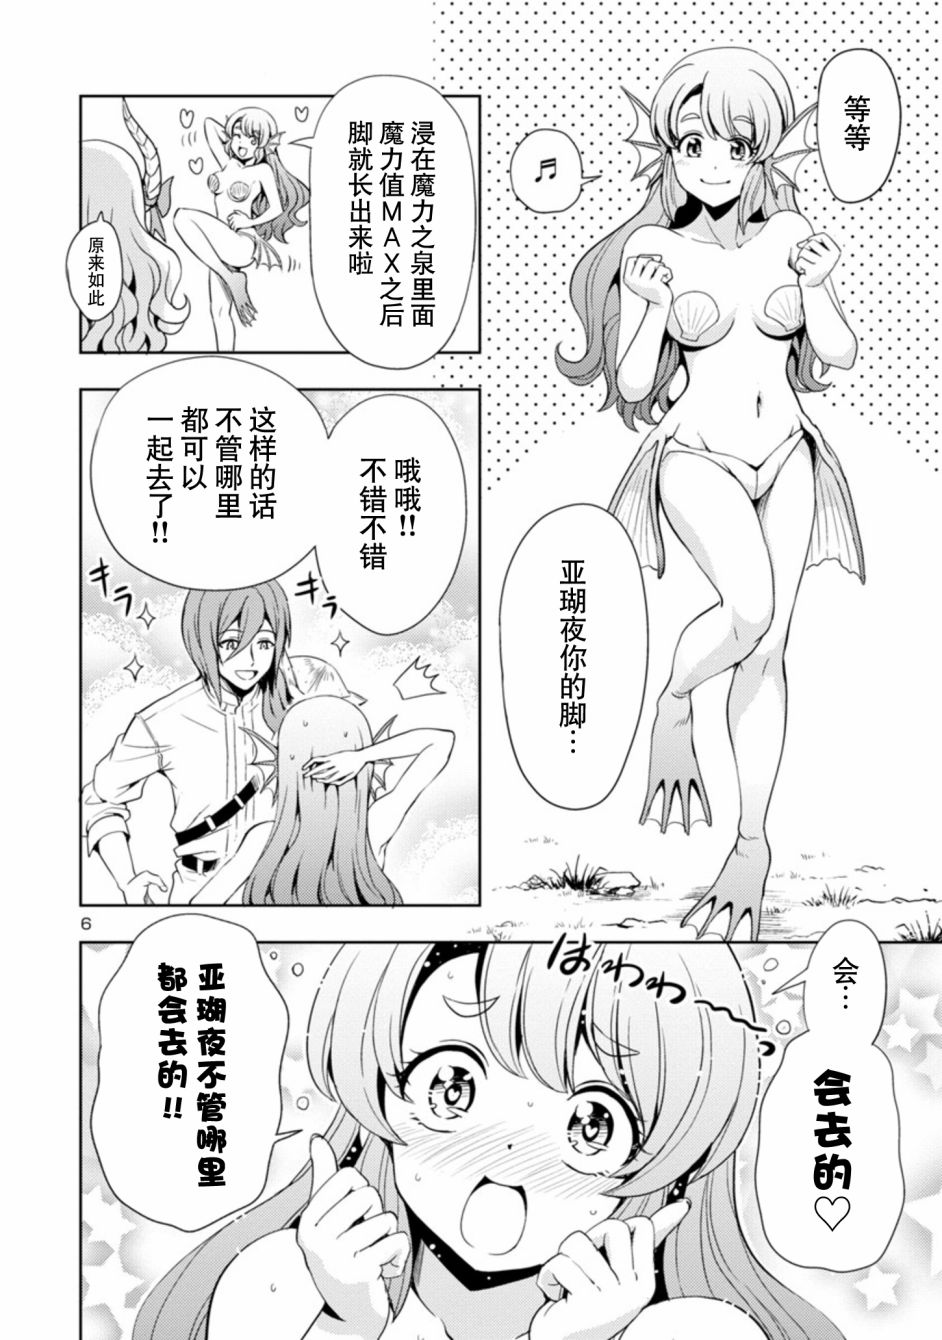 等等
♬
亚瑚夜你的脚…
浸在魔力之泉里面
魔力值MAX之后
脚就长出来啦
原来如此
哦哦!!
不错不错
这样的话
不管哪里
都可以
一起去了!!
キラ
キラ
6
会…
会去的♡
はわわわ〜〜っ
亚瑚夜不管哪里
都会去的!!